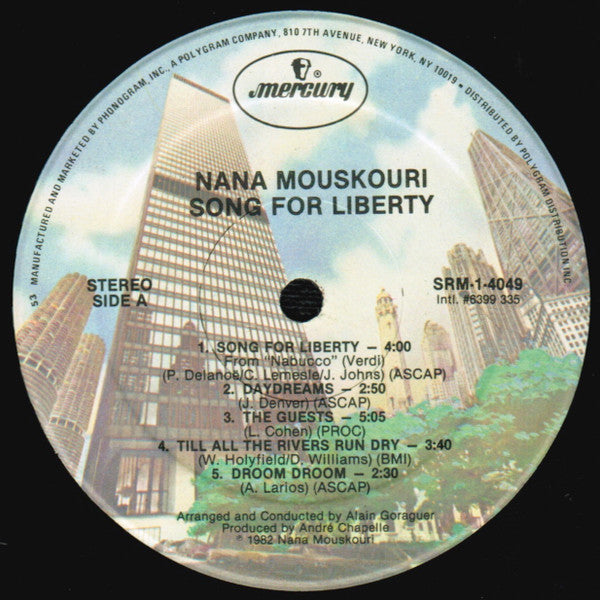 53 MANUFACTURED AND MARKETED BY PHONOGRAM, INC., A POLYGRAM COMPANY, 810 7TH AVENUE, NEW YORK, NY, 10019 • DISTRIBUTED BY POLYGRAM DISTRIBUTION INC
®
mercury
NANA MOUSKOURI
SONG FOR LIBERTY
STEREO
SIDE A
SRM-1-4049
Intl. #6399 335
1. SONG FOR LIBERTY — 4:00
From "Nabucco" (Verdi)
(P. Delanoë/C. Lemesle/J. Johns) (ASCAP)
2. DAYDREAMS — 2:50
(J. Denver) (ASCAP)
3. THE GUESTS — 5:05
(L. Cohen) (PROC)
4. TILL ALL THE RIVERS RUN DRY — 3:40
(W. Holyfield/D. Williams) (BMI)
5. DROOM DROOM — 2:30
(A. Larios) (ASCAP)
Arranged and Conducted by Alain Goraguer
Produced by André Chapelle
℗ 1982 Nana Mouskouri